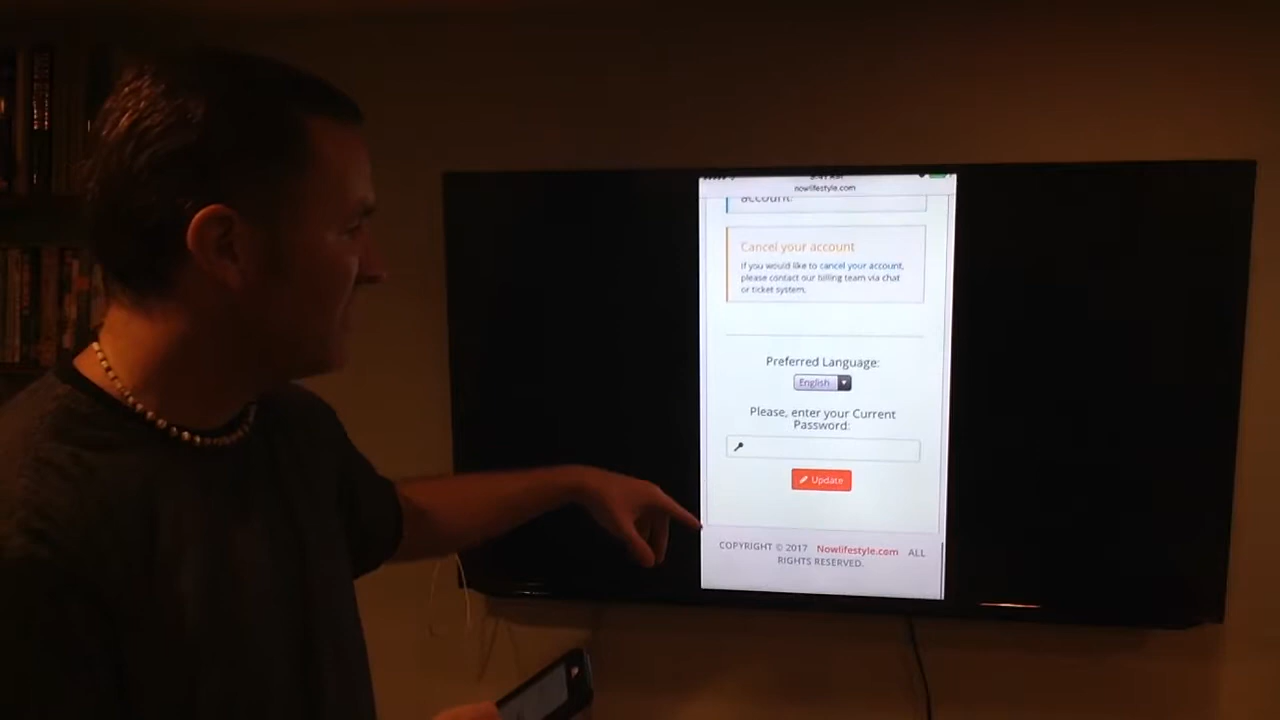 nowlifestyle.com
account.
Cancel your account
If you would like to cancel your account,
please contact our billing team via chat
or ticket system.
Preferred Language:
English
Please, enter your Current
Password:
Update
COPYRIGHT © 2017 Nowlifestyle.com ALL
RIGHTS RESERVED.